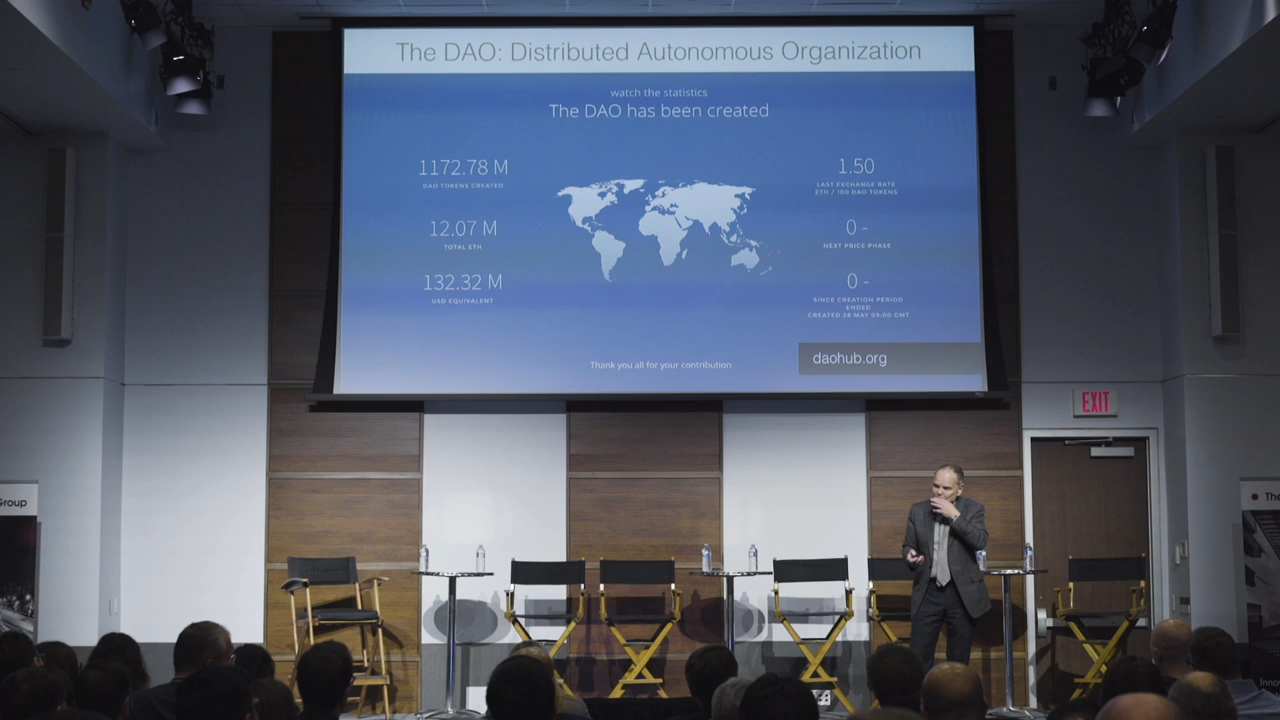 The DAO: Distributed Autonomous Organization
watch the statistics
The DAO has been created
1172.78 M
DAO TOKENS CREATED
12.07 M
TOTAL ETH
132.32 M
USD EQUIVALENT
1.50
LAST EXCHANGE RATE
ETH / 100 DAO TOKENS
0 -
NEXT PRICE PHASE
0 -
SINCE CREATION PERIOD
ENDED
CREATED 28 MAY 09:00 GMT
daohub.org
Thank you all for your contribution
EXIT
Group
The